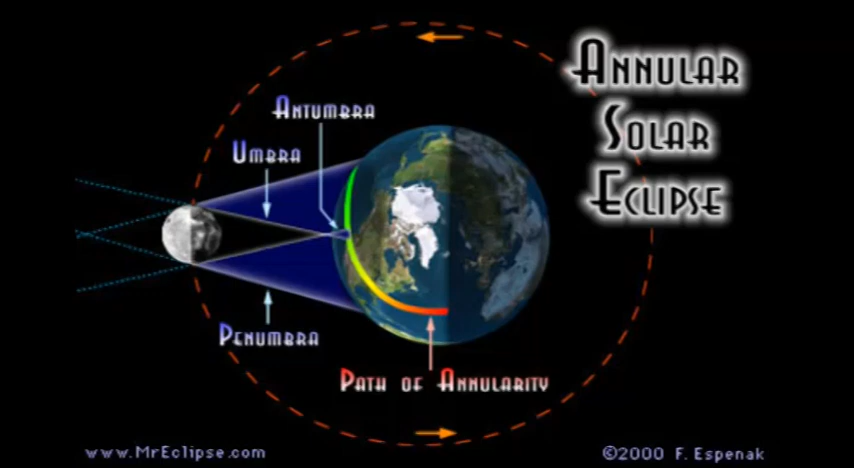 Annular
Solar
Eclipse
Antumbra
Umbra
Penumbra
Path of Annularity
www.MrEclipse.com
©2000 F. Espenak